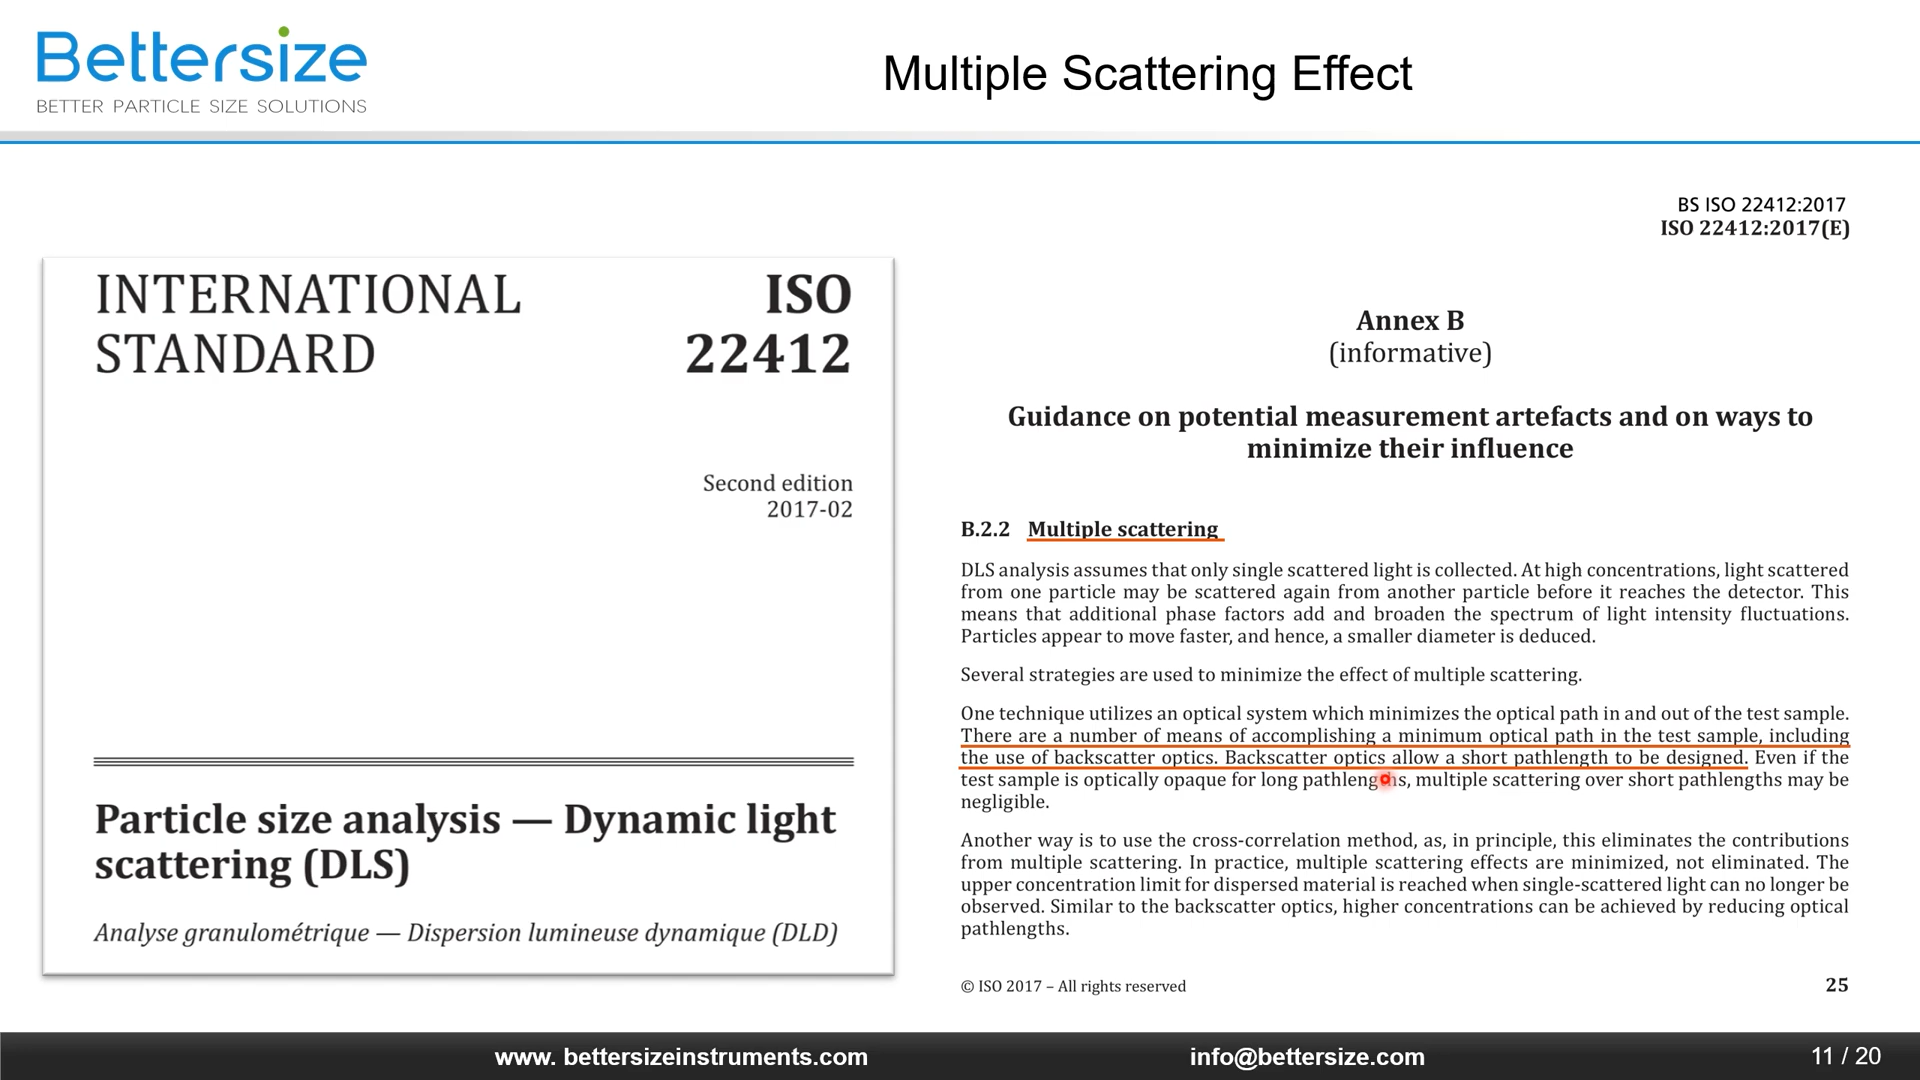 Bettersize
BETTER PARTICLE SIZE SOLUTIONS
Multiple Scattering Effect
INTERNATIONAL
STANDARD
ISO
22412
Second edition
2017-02
Particle size analysis — Dynamic light
scattering (DLS)
Analyse granulométrique — Dispersion lumineuse dynamique (DLD)
BS ISO 22412:2017
ISO 22412:2017(E)
Annex B
(informative)
Guidance on potential measurement artefacts and on ways to
minimize their influence
B.2.2 Multiple scattering
DLS analysis assumes that only single scattered light is collected. At high concentrations, light scattered
from one particle may be scattered again from another particle before it reaches the detector. This
means that additional phase factors add and broaden the spectrum of light intensity fluctuations.
Particles appear to move faster, and hence, a smaller diameter is deduced.
Several strategies are used to minimize the effect of multiple scattering.
One technique utilizes an optical system which minimizes the optical path in and out of the test sample.
There are a number of means of accomplishing a minimum optical path in the test sample, including
the use of backscatter optics. Backscatter optics allow a short pathlength to be designed. Even if the
test sample is optically opaque for long pathlengths, multiple scattering over short pathlengths may be
negligible.
Another way is to use the cross-correlation method, as, in principle, this eliminates the contributions
from multiple scattering. In practice, multiple scattering effects are minimized, not eliminated. The
upper concentration limit for dispersed material is reached when single-scattered light can no longer be
observed. Similar to the backscatter optics, higher concentrations can be achieved by reducing optical
pathlengths.
© ISO 2017 – All rights reserved
25
www. bettersizeinstruments.com
info@bettersize.com
11 / 20